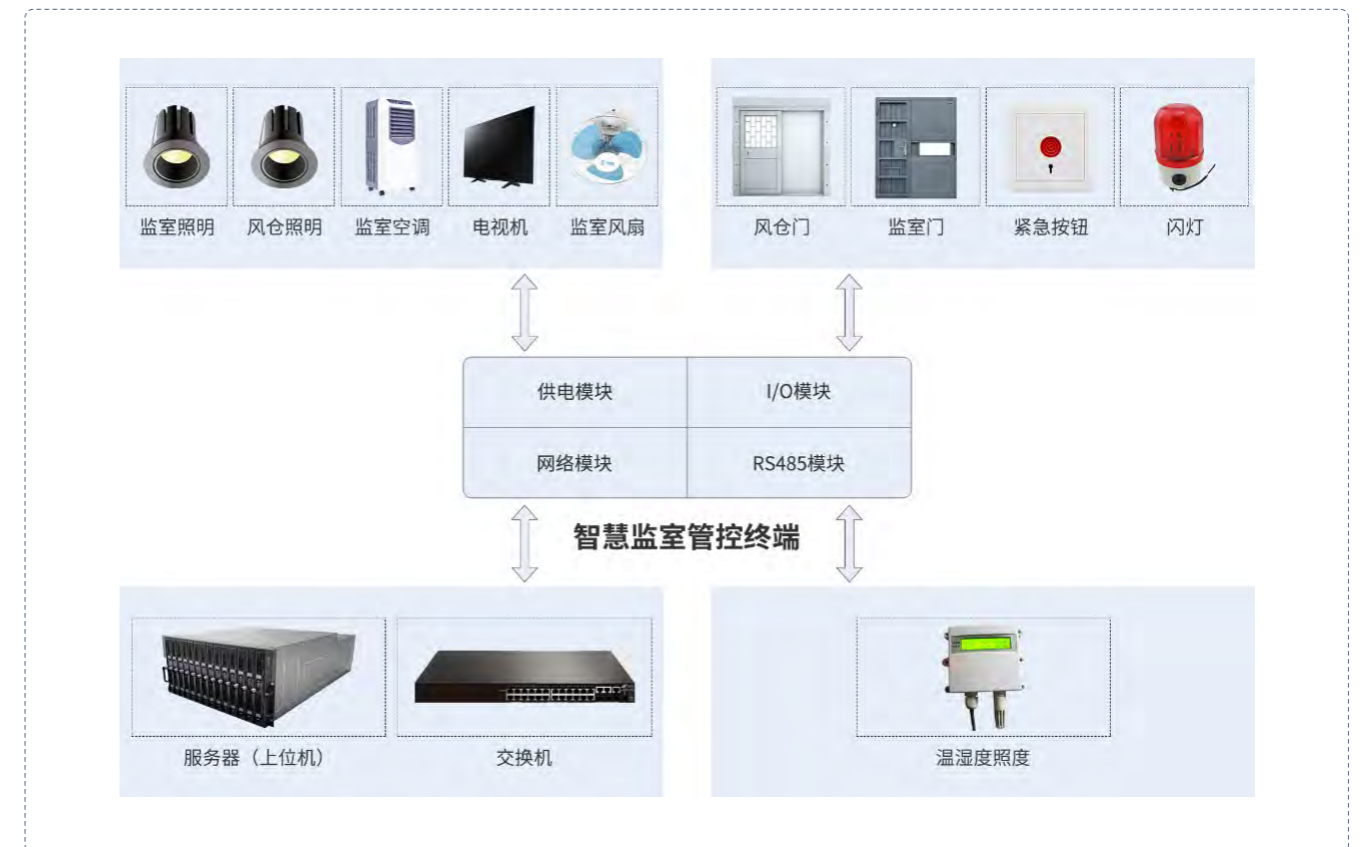 监室照明 风仓照明 监室空调 电视机 监室风扇
风仓门 监室门 紧急按钮 闪灯
供电模块 I/O模块
网络模块 RS485模块
智慧监室管控终端
服务器（上位机） 交换机
温湿度照度